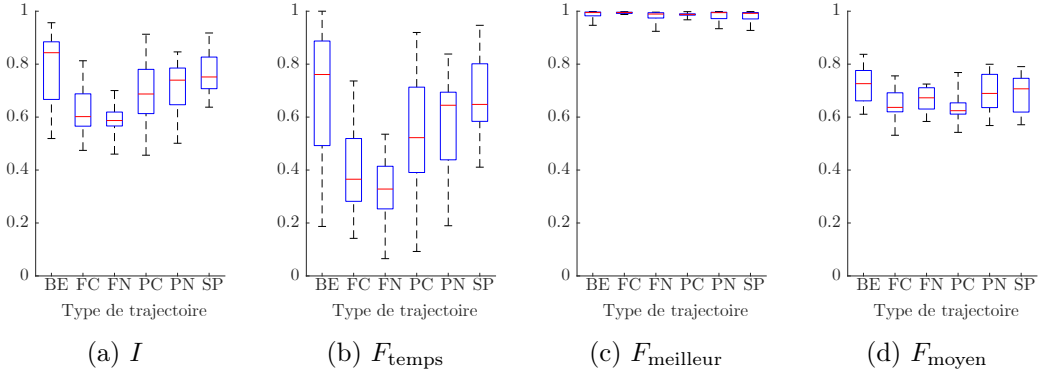 1
0.8
0.6
0.4
0.2
0
BE FC FN PC PN SP
Type de trajectoire
(a) I
1
0.8
0.6
0.4
0.2
0
BE FC FN PC PN SP
Type de trajectoire
(b) F_temps
1
0.8
0.6
0.4
0.2
0
BE FC FN PC PN SP
Type de trajectoire
(c) F_meilleur
1
0.8
0.6
0.4
0.2
0
BE FC FN PC PN SP
Type de trajectoire
(d) F_moyen